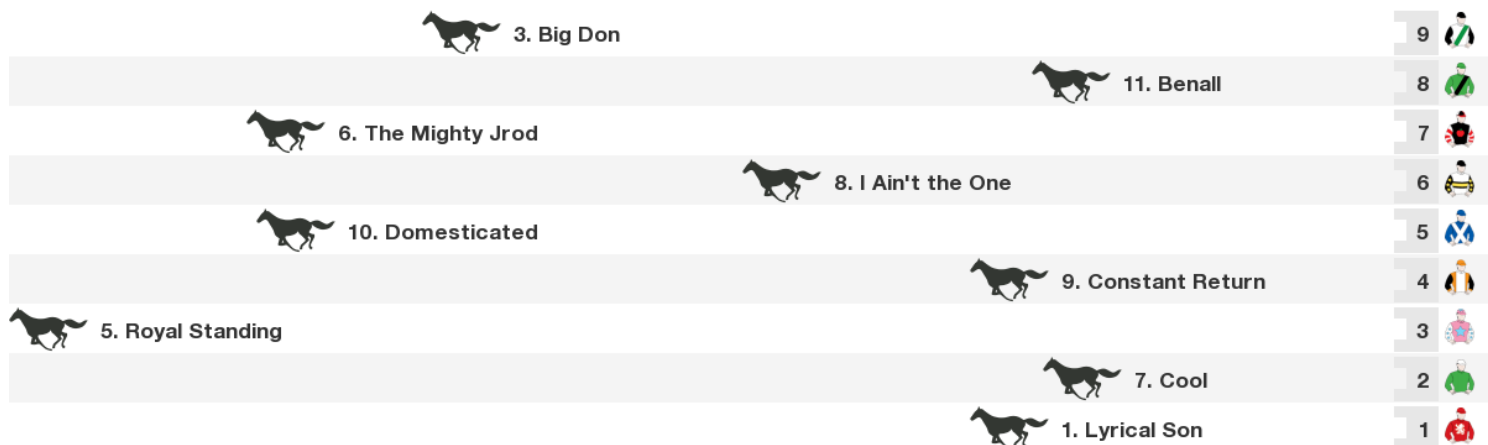 3. Big Don 9
11. Benall 8
6. The Mighty Jrod 7
8. I Ain't the One 6
10. Domesticated 5
9. Constant Return 4
5. Royal Standing 3
7. Cool 2
1. Lyrical Son 1